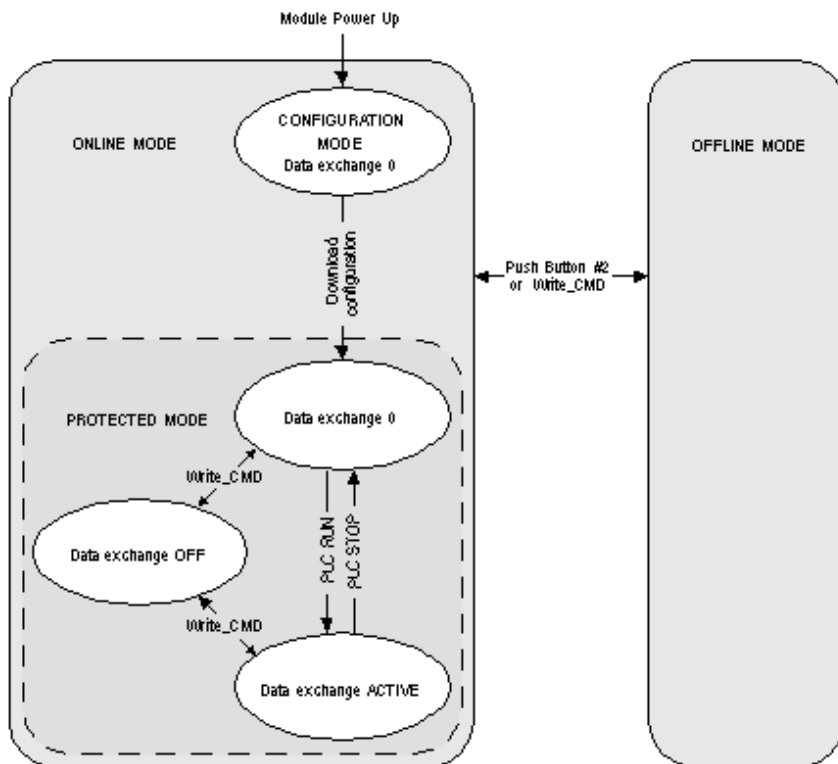 Module Power Up
ONLINE MODE
CONFIGURATION
MODE
Data exchange 0
OFFLINE MODE
Download
configuration
Push Button #2
or Write_CMD
PROTECTED MODE
Data exchange 0
Write_CMD
PLC RUN
PLC STOP
Data exchange OFF
Write_CMD
Data exchange ACTIVE